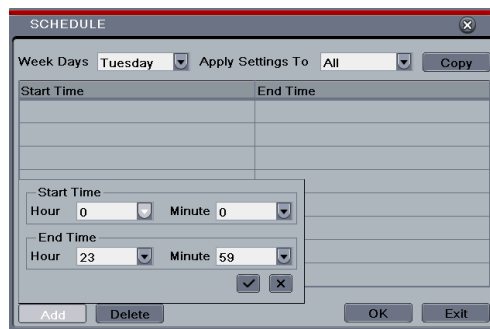 SCHEDULE
Week Days Tuesday Apply Settings To All Copy
Start Time End Time
Start Time
Hour 0 Minute 0
End Time
Hour 23 Minute 59
Add Delete OK Exit